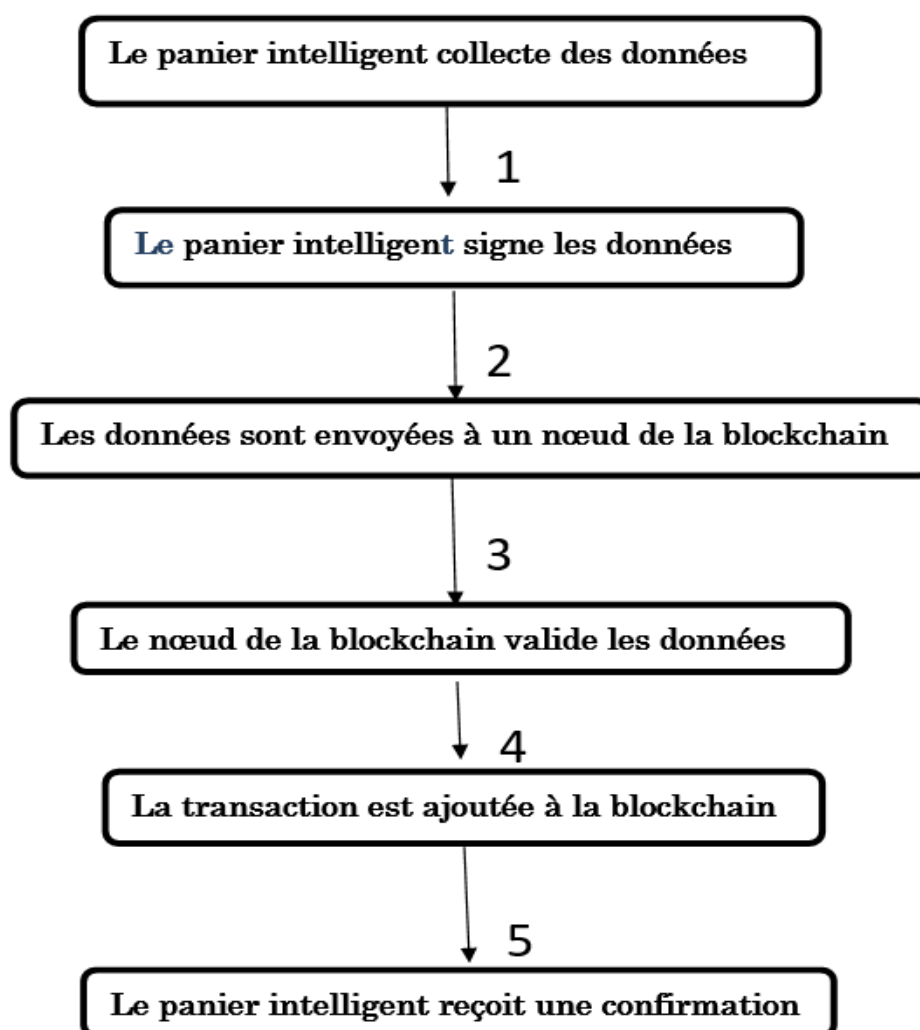 Le panier intelligent collecte des données
1
Le panier intelligent signe les données
2
Les données sont envoyées à un nœud de la blockchain
3
Le nœud de la blockchain valide les données
4
La transaction est ajoutée à la blockchain
5
Le panier intelligent reçoit une confirmation